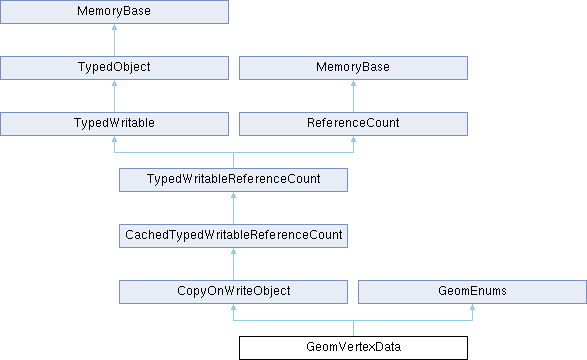 MemoryBase
TypedObject
MemoryBase
TypedWritable
ReferenceCount
TypedWritableReferenceCount
CachedTypedWritableReferenceCount
CopyOnWriteObject
GeomEnums
GeomVertexData